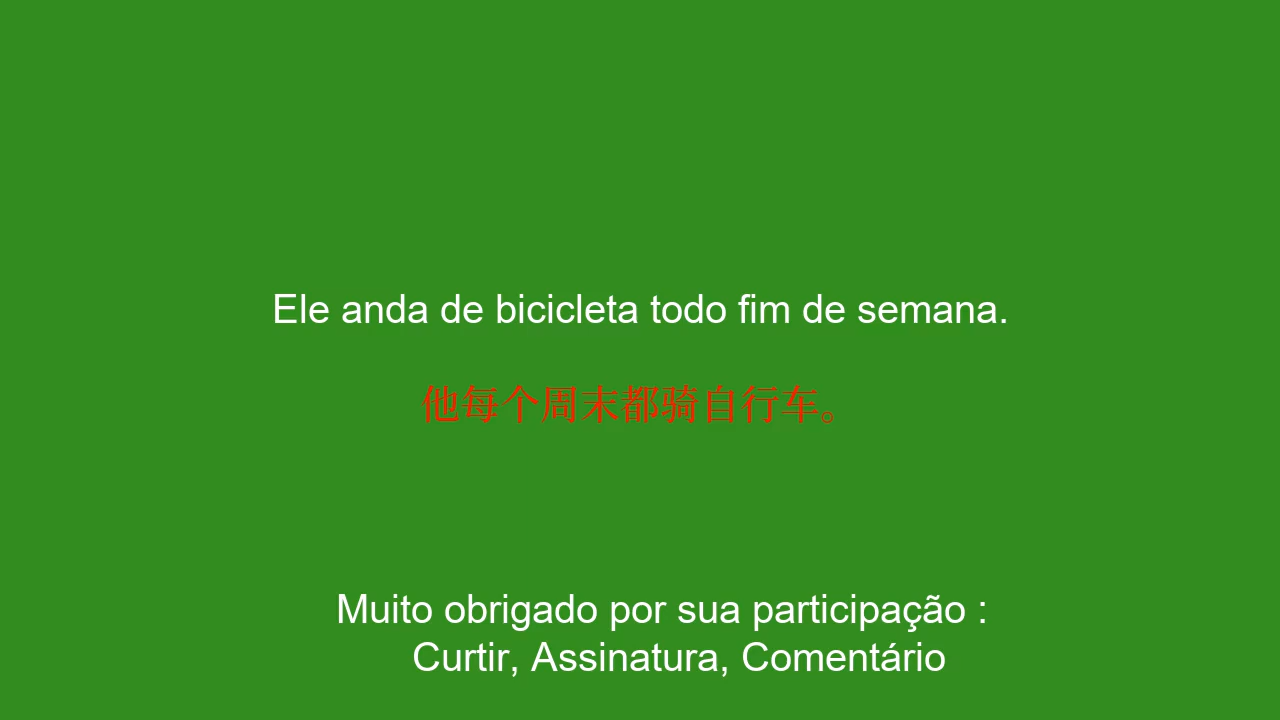 Ele anda de bicicleta todo fim de semana.
他每个周末都骑自行车。
Muito obrigado por sua participação :
Curtir, Assinatura, Comentário